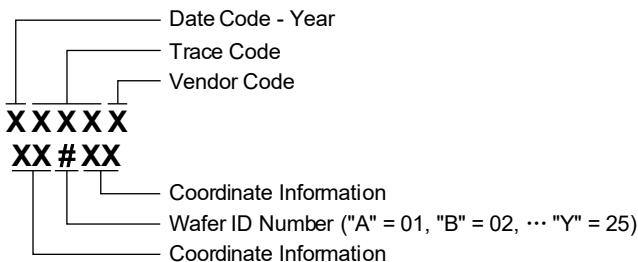 Date Code - Year
Trace Code
Vendor Code
XXXXX
XX#XX
Coordinate Information
Wafer ID Number ("A" = 01, "B" = 02, ··· "Y" = 25)
Coordinate Information